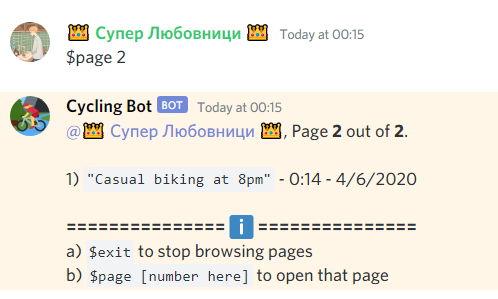 👑 Супер Любовници 👑 Today at 00:15
$page 2
Cycling Bot BOT Today at 00:15
@👑 Супер Любовници 👑, Page 2 out of 2.
1) "Casual biking at 8pm" - 0:14 - 4/6/2020
=============== ℹ️ ===============
a) $exit to stop browsing pages
b) $page [number here] to open that page